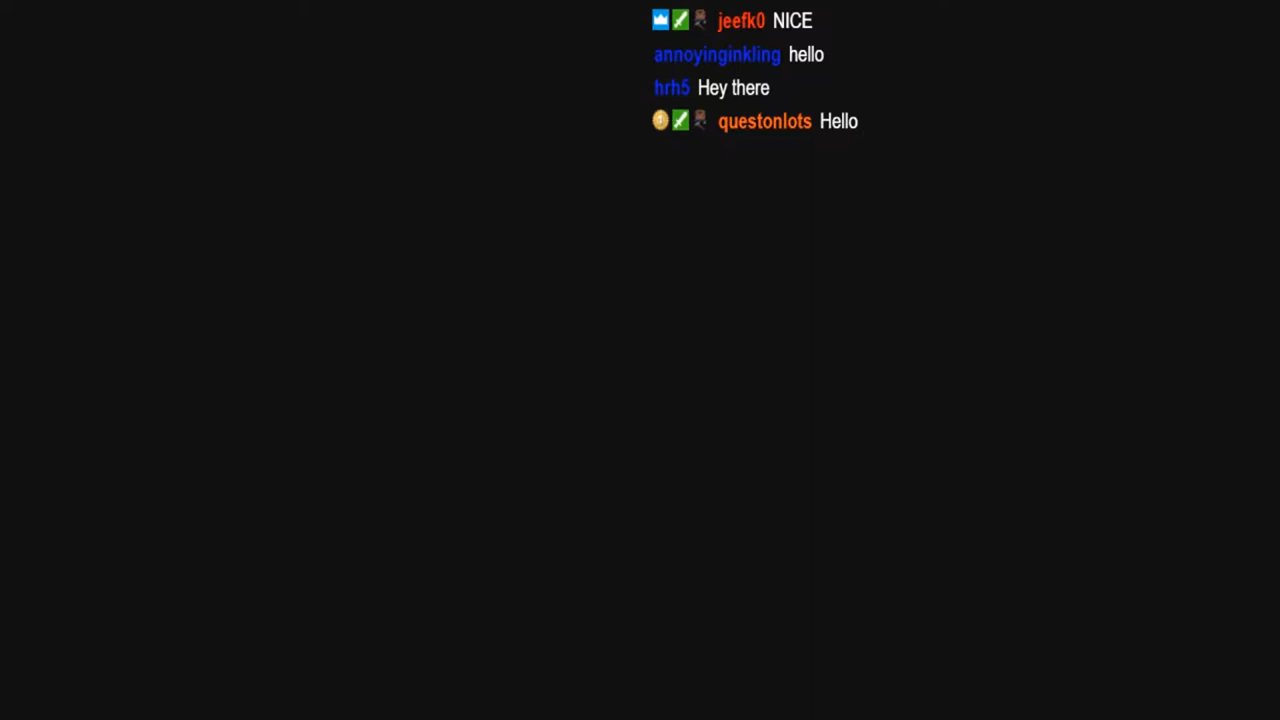 jeefk0 NICE
annoyinginkling hello
hrh5 Hey there
questonlots Hello